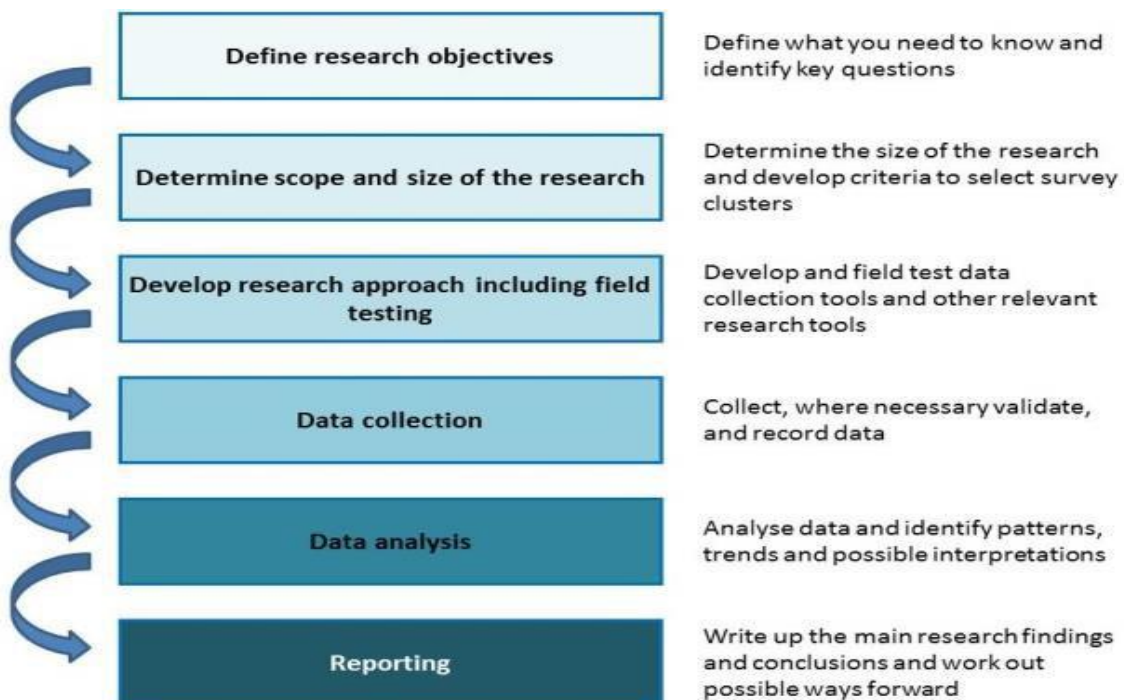 Define research objectives
Define what you need to know and
identify key questions
Determine scope and size of the research
Determine the size of the research
and develop criteria to select survey
clusters
Develop research approach including field
testing
Develop and field test data
collection tools and other relevant
research tools
Data collection
Collect, where necessary validate,
and record data
Data analysis
Analyse data and identify patterns,
trends and possible interpretations
Reporting
Write up the main research findings
and conclusions and work out
possible ways forward